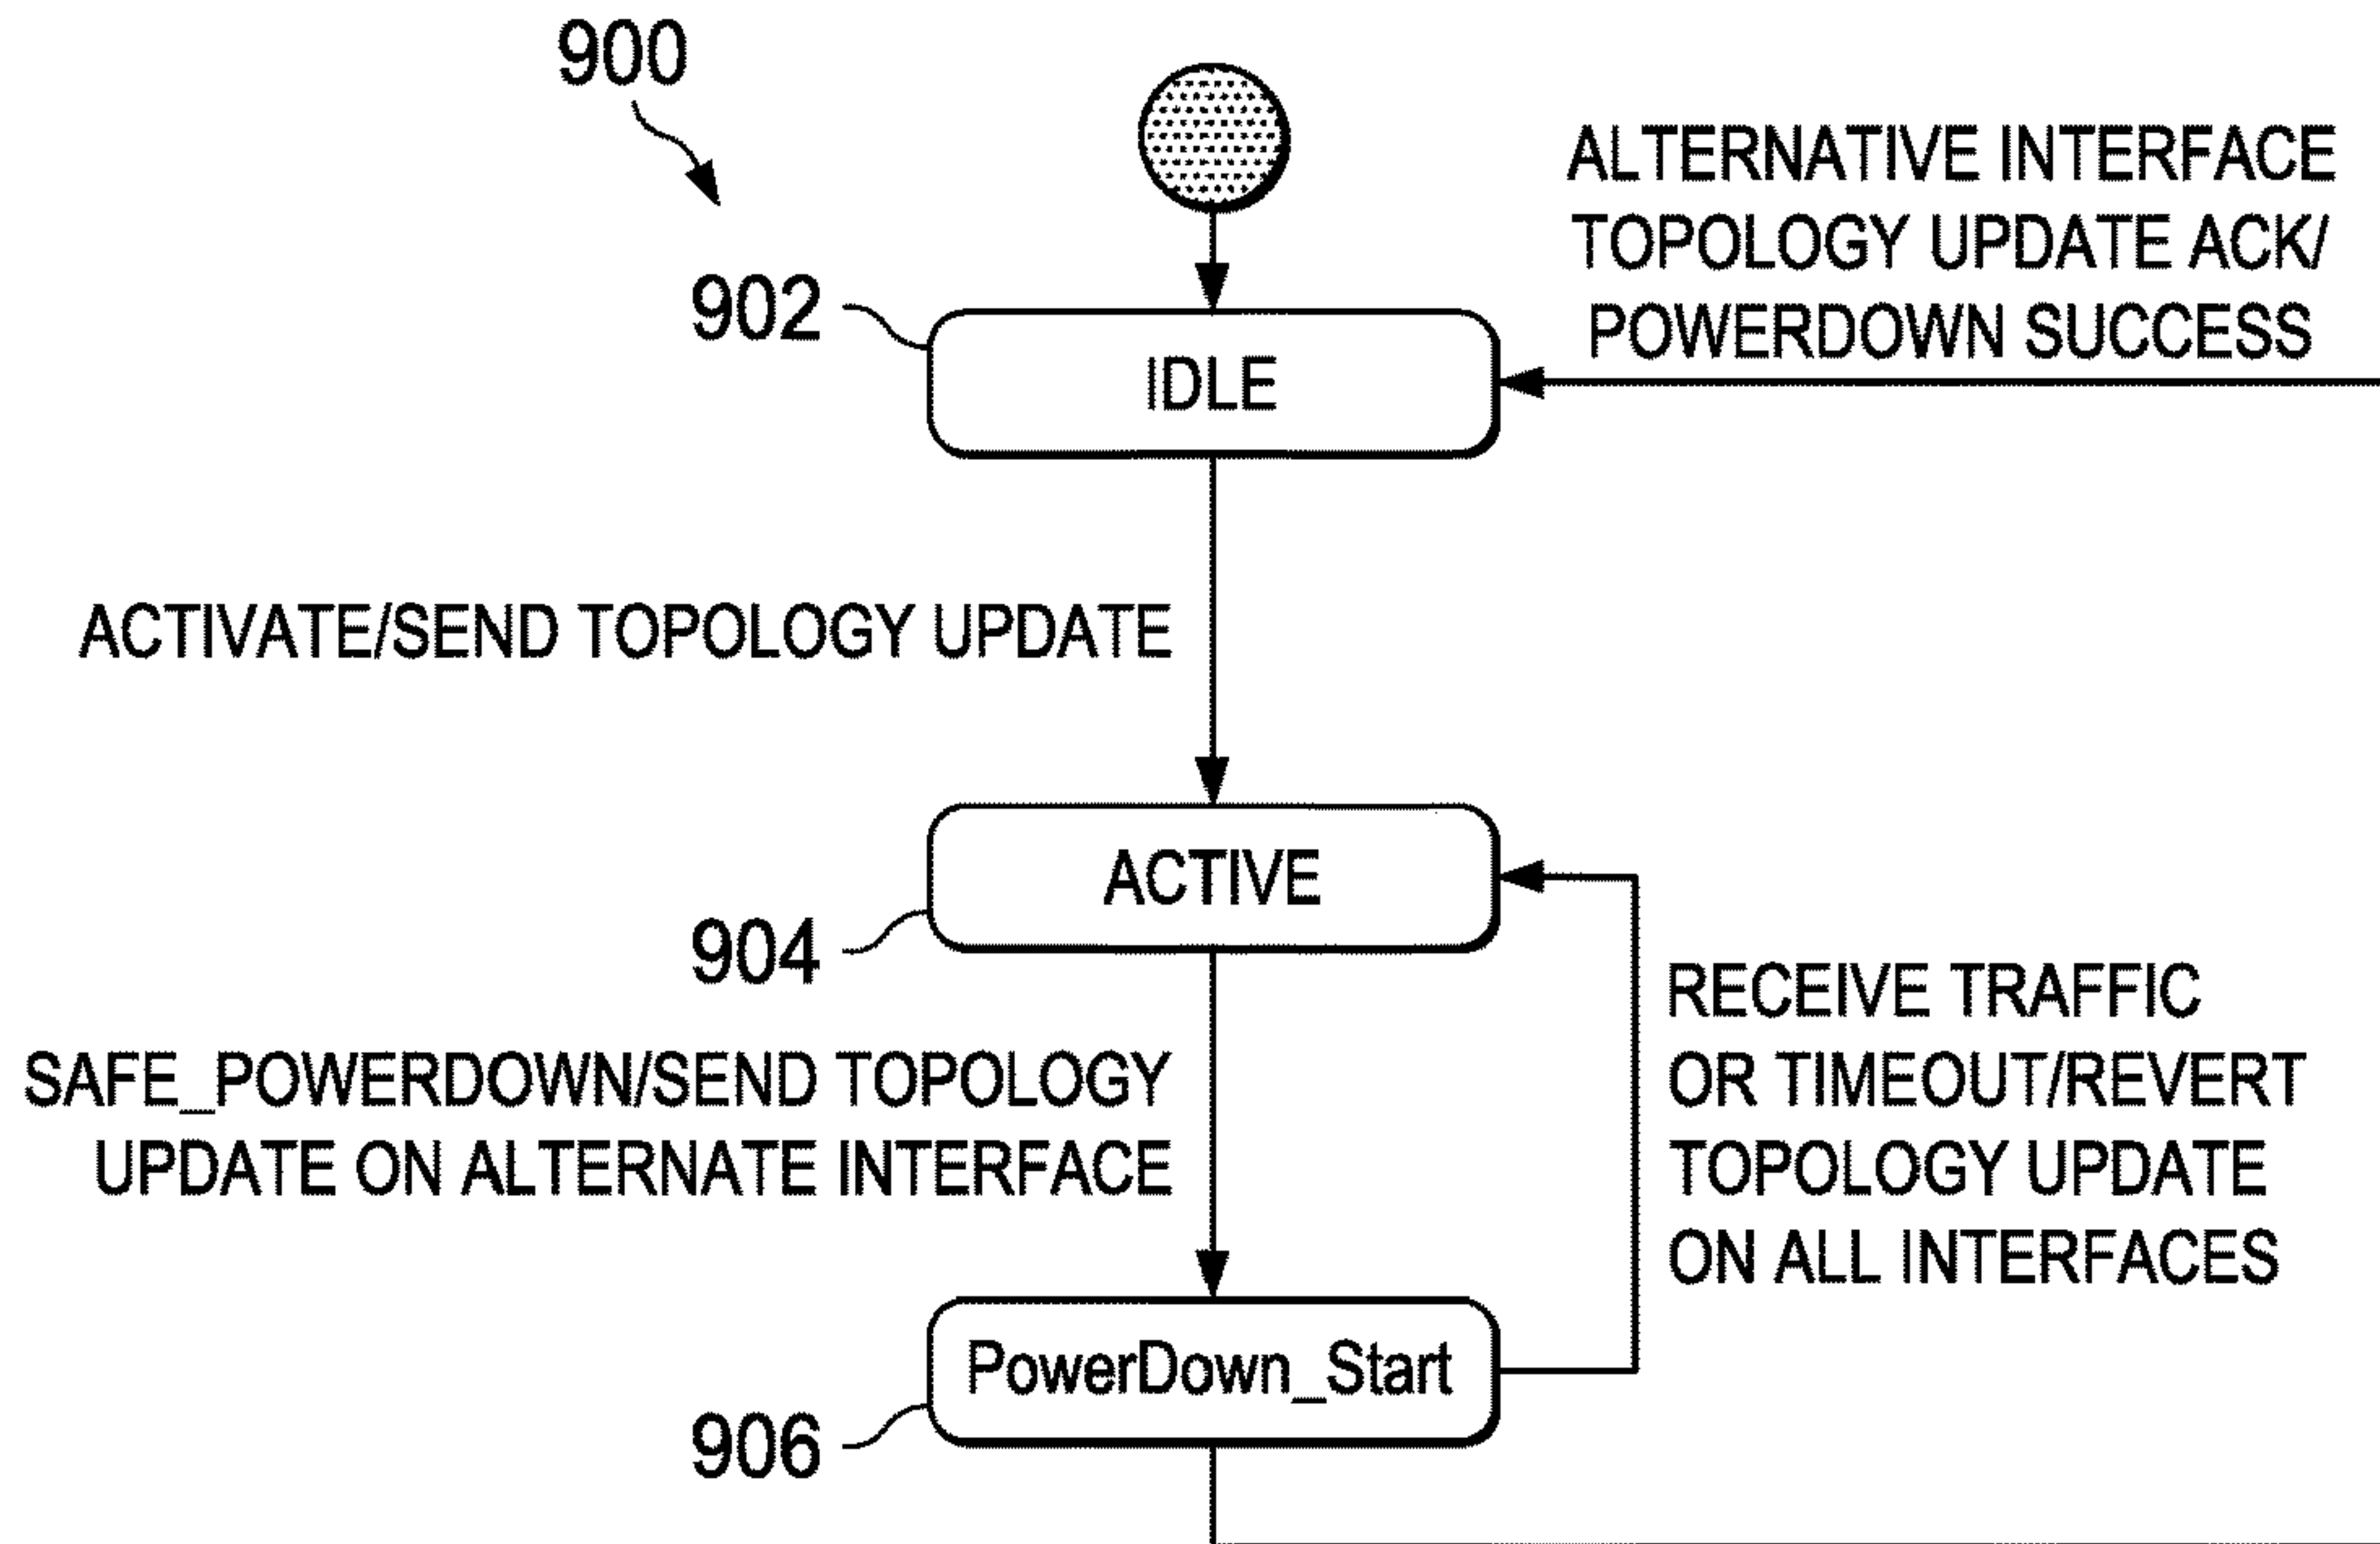 900
ALTERNATIVE INTERFACE
TOPOLOGY UPDATE ACK/
POWERDOWN SUCCESS
902
IDLE
ACTIVATE/SEND TOPOLOGY UPDATE
ACTIVE
904
RECEIVE TRAFFIC
OR TIMEOUT/REVERT
TOPOLOGY UPDATE
ON ALL INTERFACES
SAFE_POWERDOWN/SEND TOPOLOGY
UPDATE ON ALTERNATE INTERFACE
PowerDown_Start
906